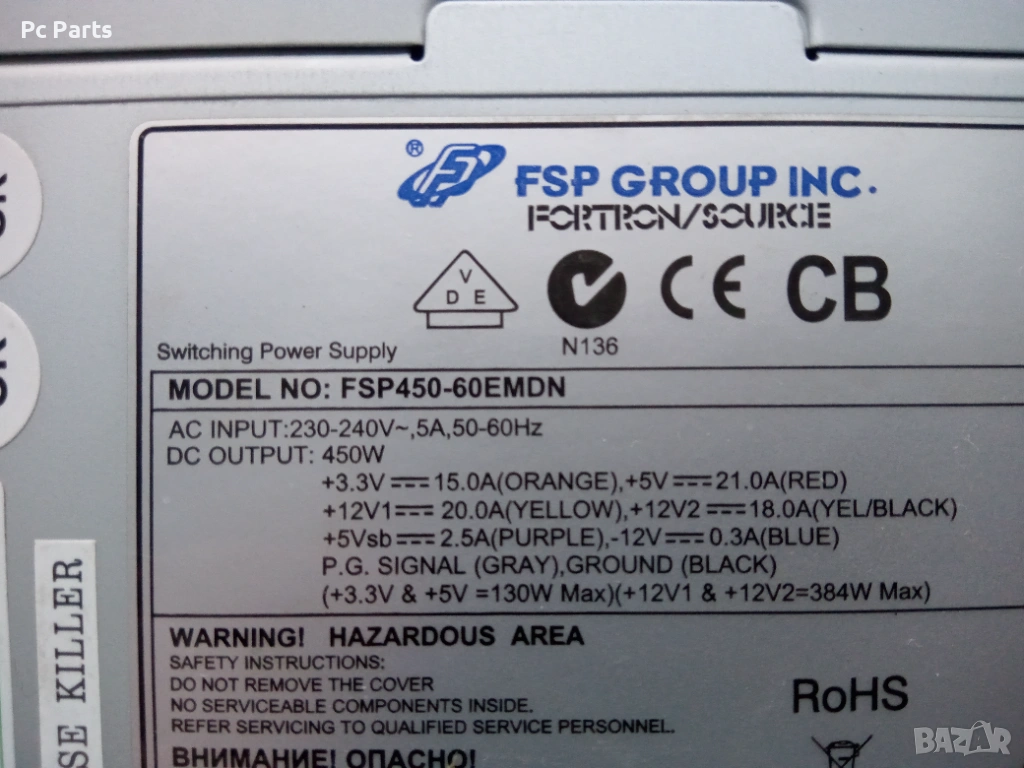 Pc Parts
®
FSP GROUP INC.
FORTRON/SOURCE
V
D E
CE CB
N136
Switching Power Supply
MODEL NO: FSP450-60EMDN
AC INPUT:230-240V~,5A,50-60Hz
DC OUTPUT: 450W
+3.3V ⎓ 15.0A(ORANGE),+5V ⎓ 21.0A(RED)
+12V1 ⎓ 20.0A(YELLOW),+12V2 ⎓ 18.0A(YEL/BLACK)
+5Vsb ⎓ 2.5A(PURPLE),-12V ⎓ 0.3A(BLUE)
P.G. SIGNAL (GRAY),GROUND (BLACK)
(+3.3V & +5V =130W Max)(+12V1 & +12V2=384W Max)
WARNING! HAZARDOUS AREA
SAFETY INSTRUCTIONS:
DO NOT REMOVE THE COVER
NO SERVICEABLE COMPONENTS INSIDE.
REFER SERVICING TO QUALIFIED SERVICE PERSONNEL.
RoHS
ВНИМАНИЕ! ОПАСНО!
SE KILLER
BAZAR